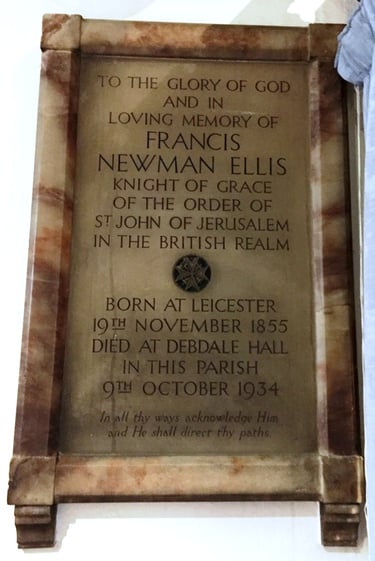 TO THE GLORY OF GOD
AND IN
LOVING MEMORY OF
FRANCIS
NEWMAN ELLIS
KNIGHT OF GRACE
OF THE ORDER OF
ST JOHN OF JERUSALEM
IN THE BRITISH REALM
BORN AT LEICESTER
19TH NOVEMBER 1855
DIED AT DEBDALE HALL
IN THIS PARISH
9TH OCTOBER 1934
In all thy ways acknowledge Him
and He shall direct thy paths.